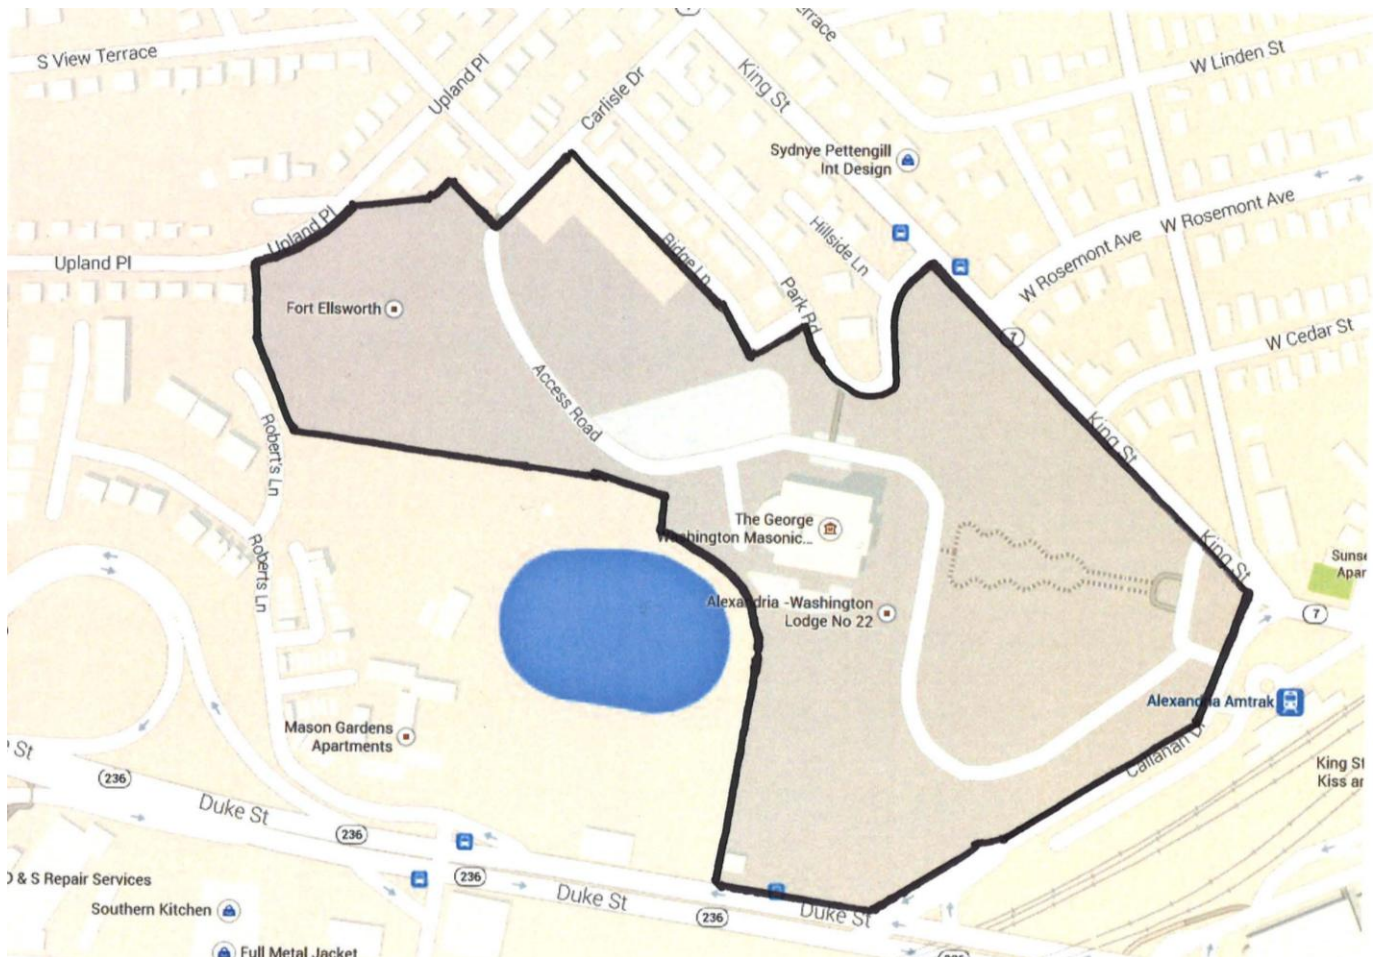 S View Terrace
Upland Pl
Carlisle Dr
King St
W Linden St
Sydnye Pettengill
Int Design
W Rosemont Ave
W Rosemont Ave
Upland Pl
Upland Pl
Ridge Ln
Hillside Ln
Park Rd
Fort Ellsworth
7
W Cedar St
Access Road
King St
Robert's Ln
The George
Washington Masonic...
King St
Roberts Ln
Alexandria -Washington
Lodge No 22
7
Alexandria Amtrak
Mason Gardens
Apartments
Callahan Dr
236
Duke St
236
236
Duke St
236
Duke St
& S Repair Services
Southern Kitchen
Full Metal Jacket